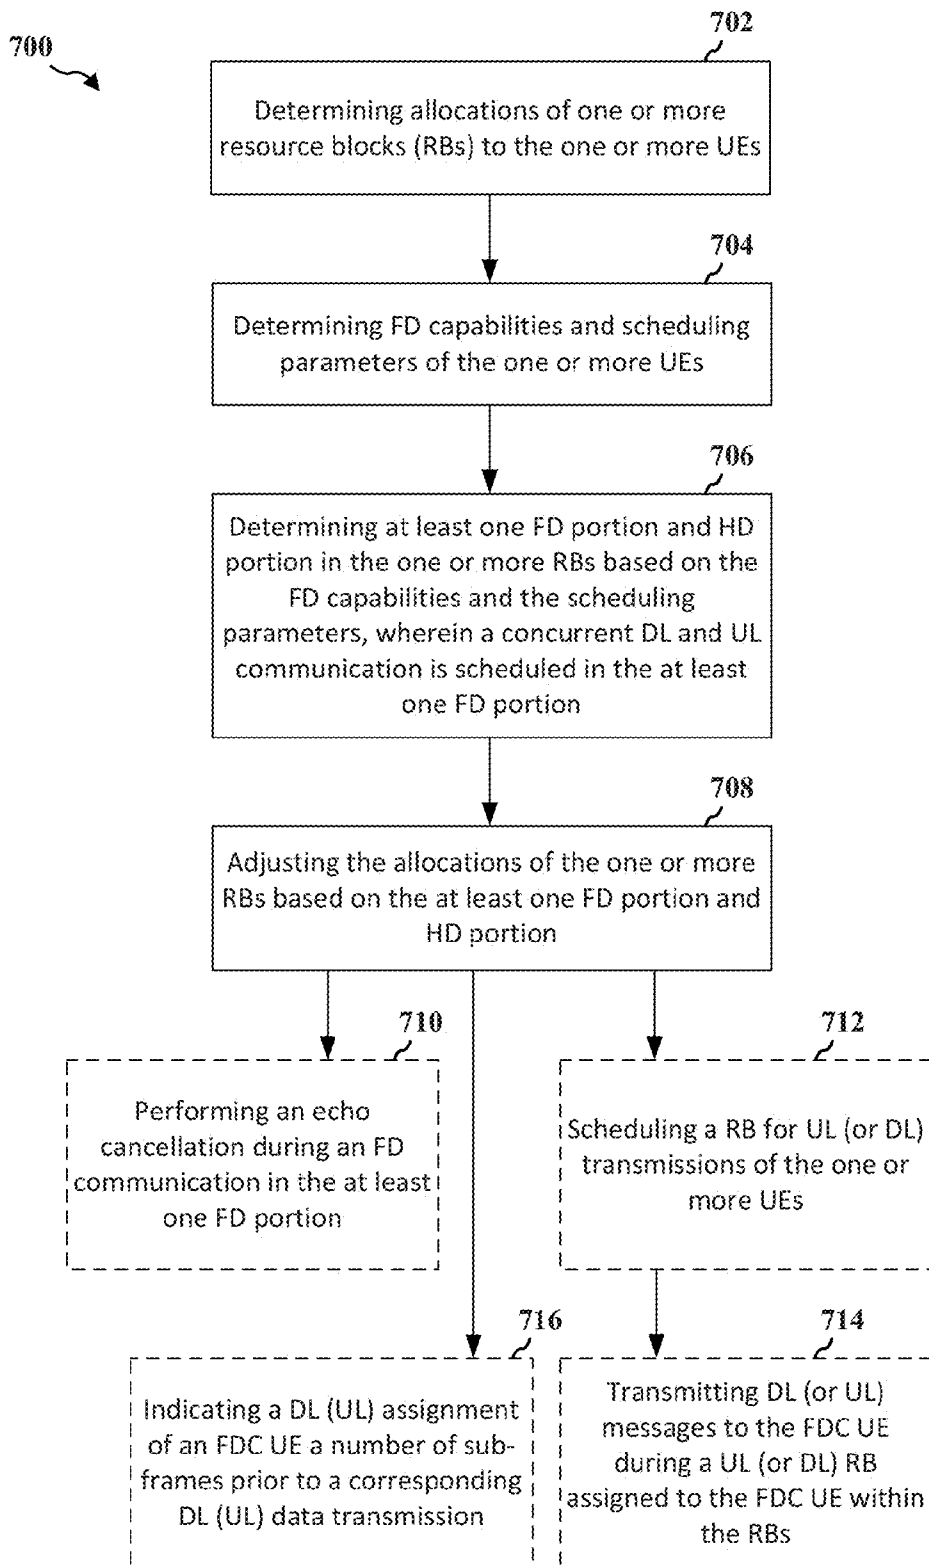 700
702
Determining allocations of one or more
resource blocks (RBs) to the one or more UEs
704
Determining FD capabilities and scheduling
parameters of the one or more UEs
706
Determining at least one FD portion and HD
portion in the one or more RBs based on the
FD capabilities and the scheduling
parameters, wherein a concurrent DL and UL
communication is scheduled in the at least
one FD portion
708
Adjusting the allocations of the one or more
RBs based on the at least one FD portion and
HD portion
710
Performing an echo
cancellation during an FD
communication in the at least
one FD portion
712
Scheduling a RB for UL (or DL)
transmissions of the one or
more UEs
716
Indicating a DL (UL) assignment
of an FDC UE a number of sub-
frames prior to a corresponding
DL (UL) data transmission
714
Transmitting DL (or UL)
messages to the FDC UE
during a UL (or DL) RB
assigned to the FDC UE within
the RBs